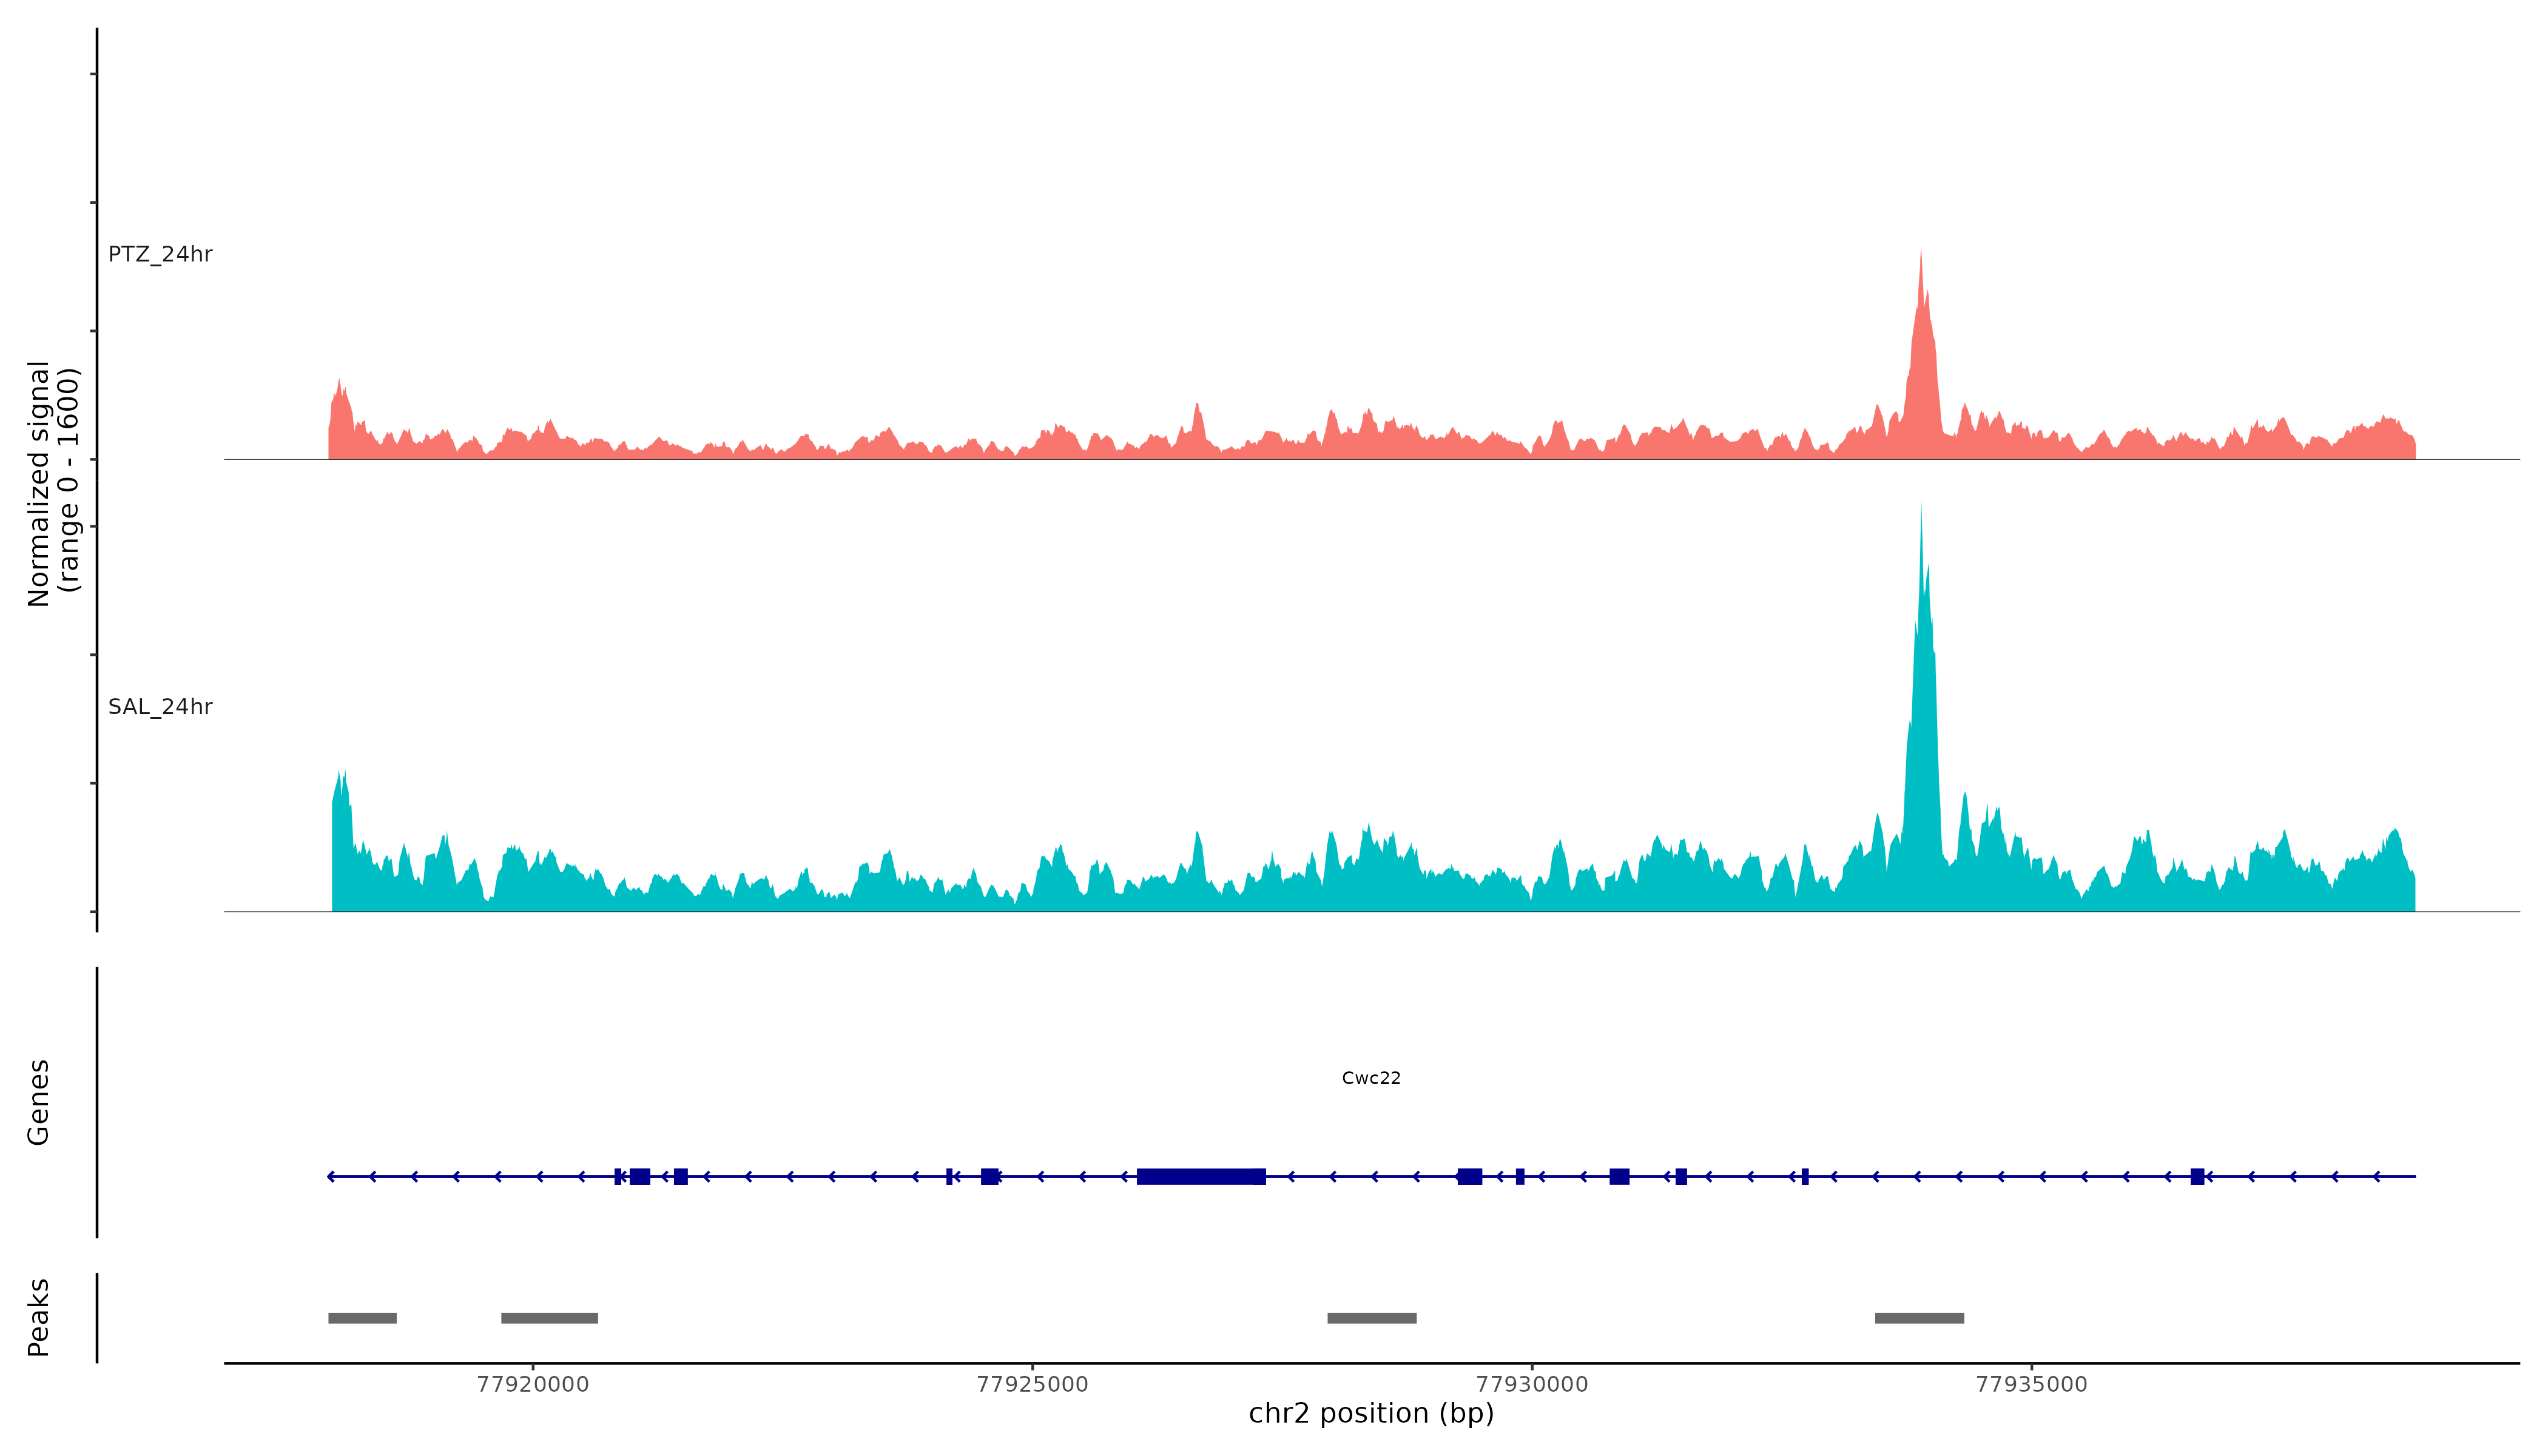 PTZ_24hr
Normalized signal
(range 0 - 1600)
SAL_24hr
Genes
Cwc22
Peaks
77920000
77925000
77930000
77935000
chr2 position (bp)